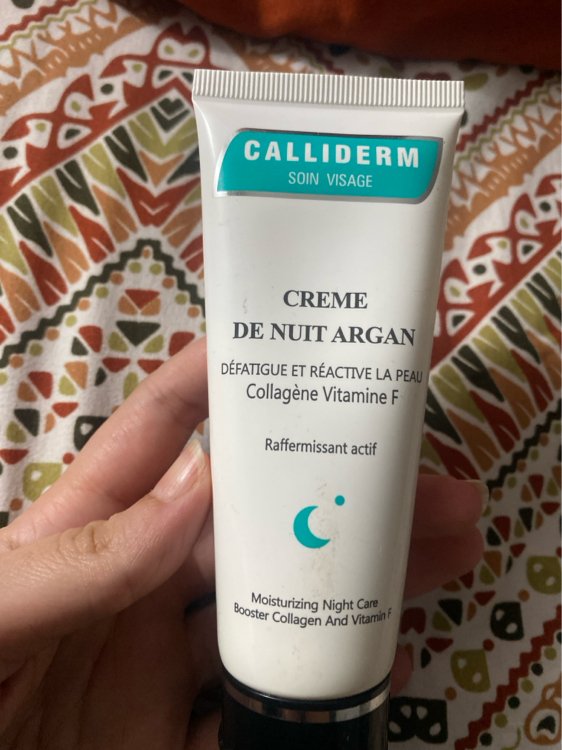 CALLIDERM
SOIN VISAGE
CREME
DE NUIT ARGAN
DÉFATIGUE ET RÉACTIVE LA PEAU
Collagène Vitamine F
Raffermissant actif
Moisturizing Night Care
Booster Collagen And Vitamin F